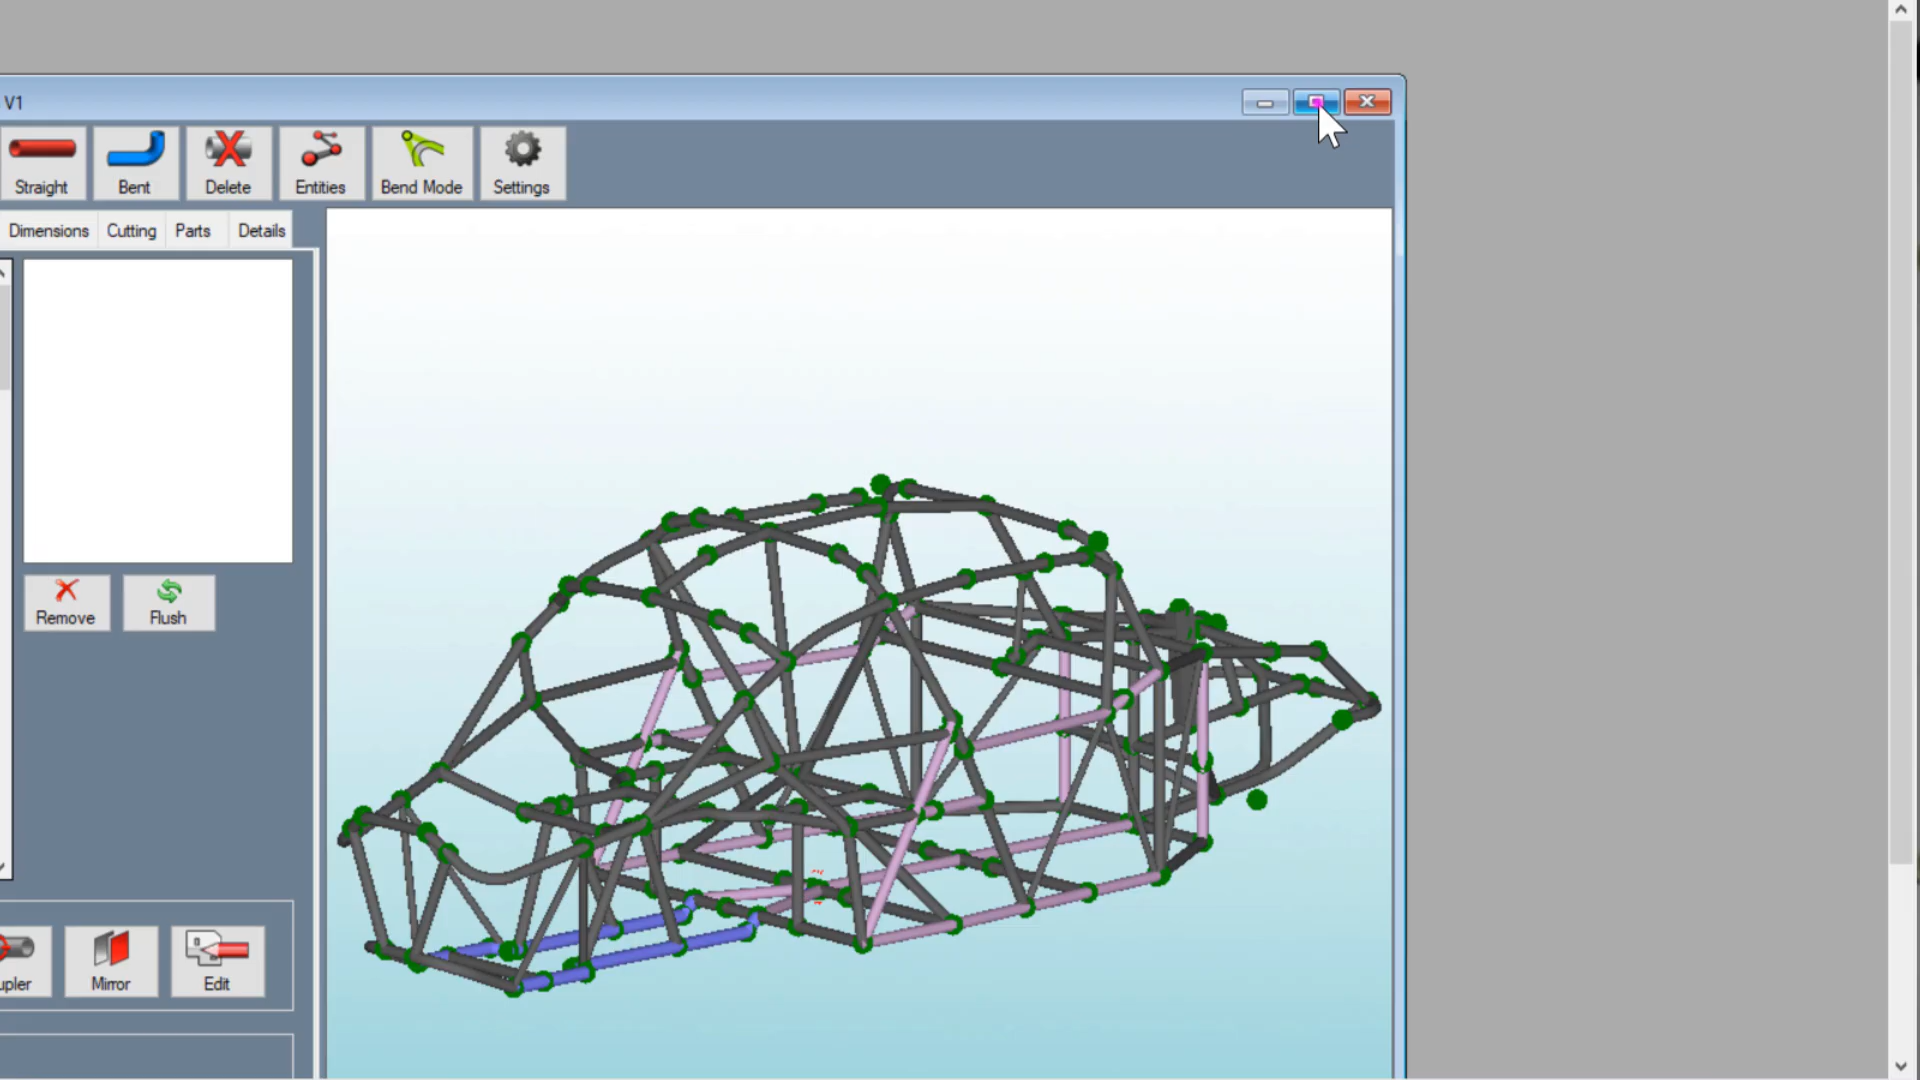 V1
Straight
Bent
Delete
Entities
Bend Mode
Settings
Dimensions
Cutting
Parts
Details
Remove
Flush
upler
Mirror
Edit